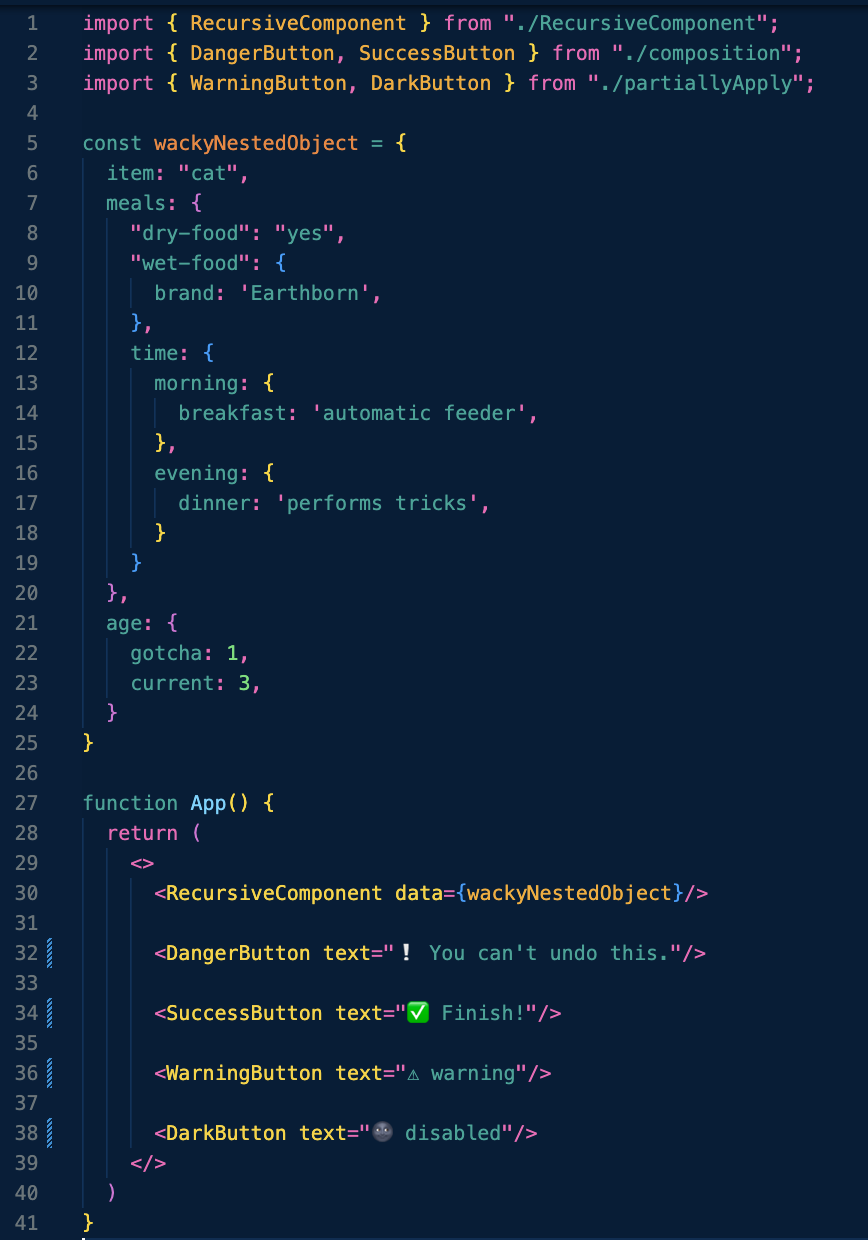 1 import { RecursiveComponent } from "./RecursiveComponent";
2 import { DangerButton, SuccessButton } from "./composition";
3 import { WarningButton, DarkButton } from "./partiallyApply";
4
5 const wackyNestedObject = {
6   item: "cat",
7   meals: {
8     "dry-food": "yes",
9     "wet-food": {
10       brand: 'Earthborn',
11     },
12     time: {
13       morning: {
14         breakfast: 'automatic feeder',
15       },
16       evening: {
17         dinner: 'performs tricks',
18       }
19     }
20   },
21   age: {
22     gotcha: 1,
23     current: 3,
24   }
25 }
26
27 function App() {
28   return (
29     <>
30       <RecursiveComponent data={wackyNestedObject}/>
31
32       <DangerButton text="❕ You can't undo this."/>
33
34       <SuccessButton text="✅ Finish!"/>
35
36       <WarningButton text="⚠ warning"/>
37
38       <DarkButton text="🌚 disabled"/>
39     </>
40   )
41 }